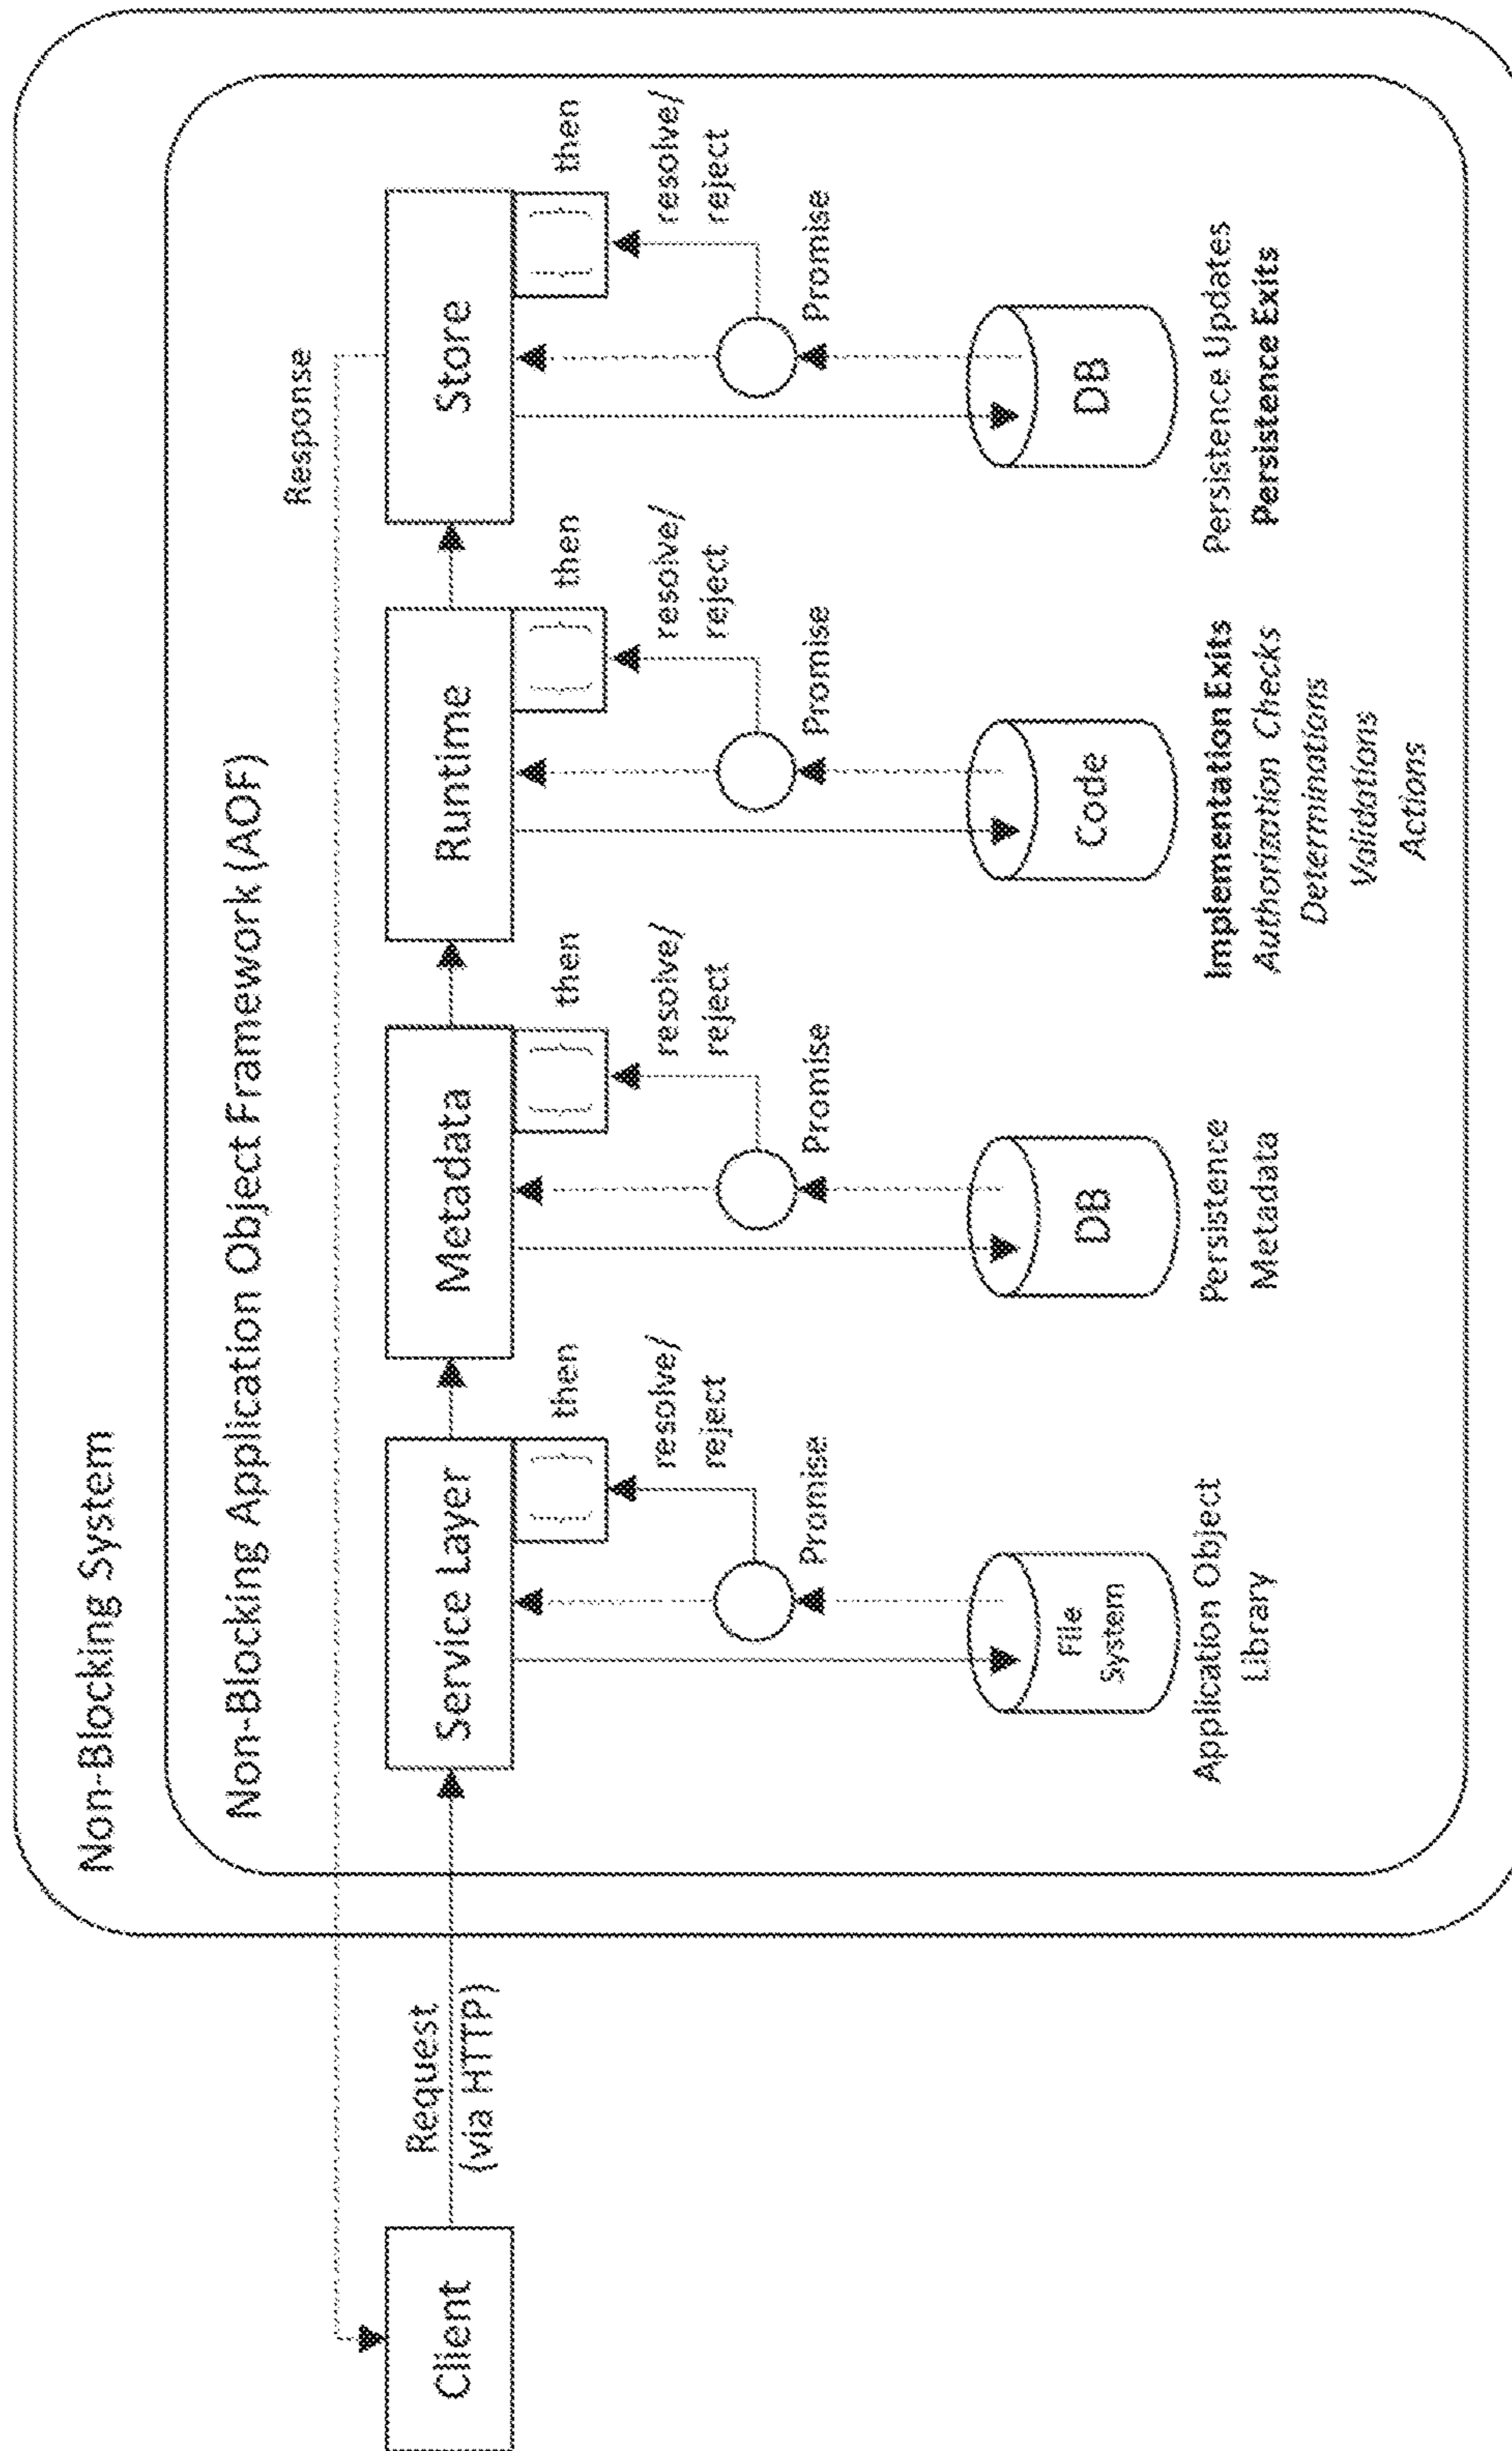 Non-Blocking System
Non-Blocking Application Object Framework (AOF)
Response
Client
Request
(via HTTP)
Service Layer
Metadata
Runtime
Store
then
then
then
then
resolve/
reject
resolve/
reject
resolve/
reject
resolve/
reject
Promise
Promise
Promise
Promise
File
System
DB
Code
DB
Application Object
Library
Persistence
Metadata
Implementation Exits
Authorization Checks
Determinations
Validations
Actions
Persistence Updates
Persistence Exits